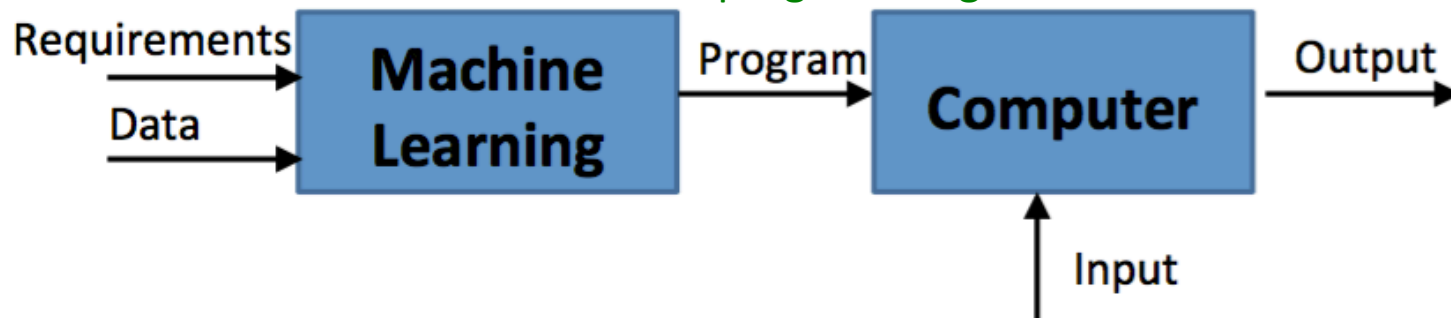 Requirements
Data
Machine
Learning
Program
Computer
Output
Input